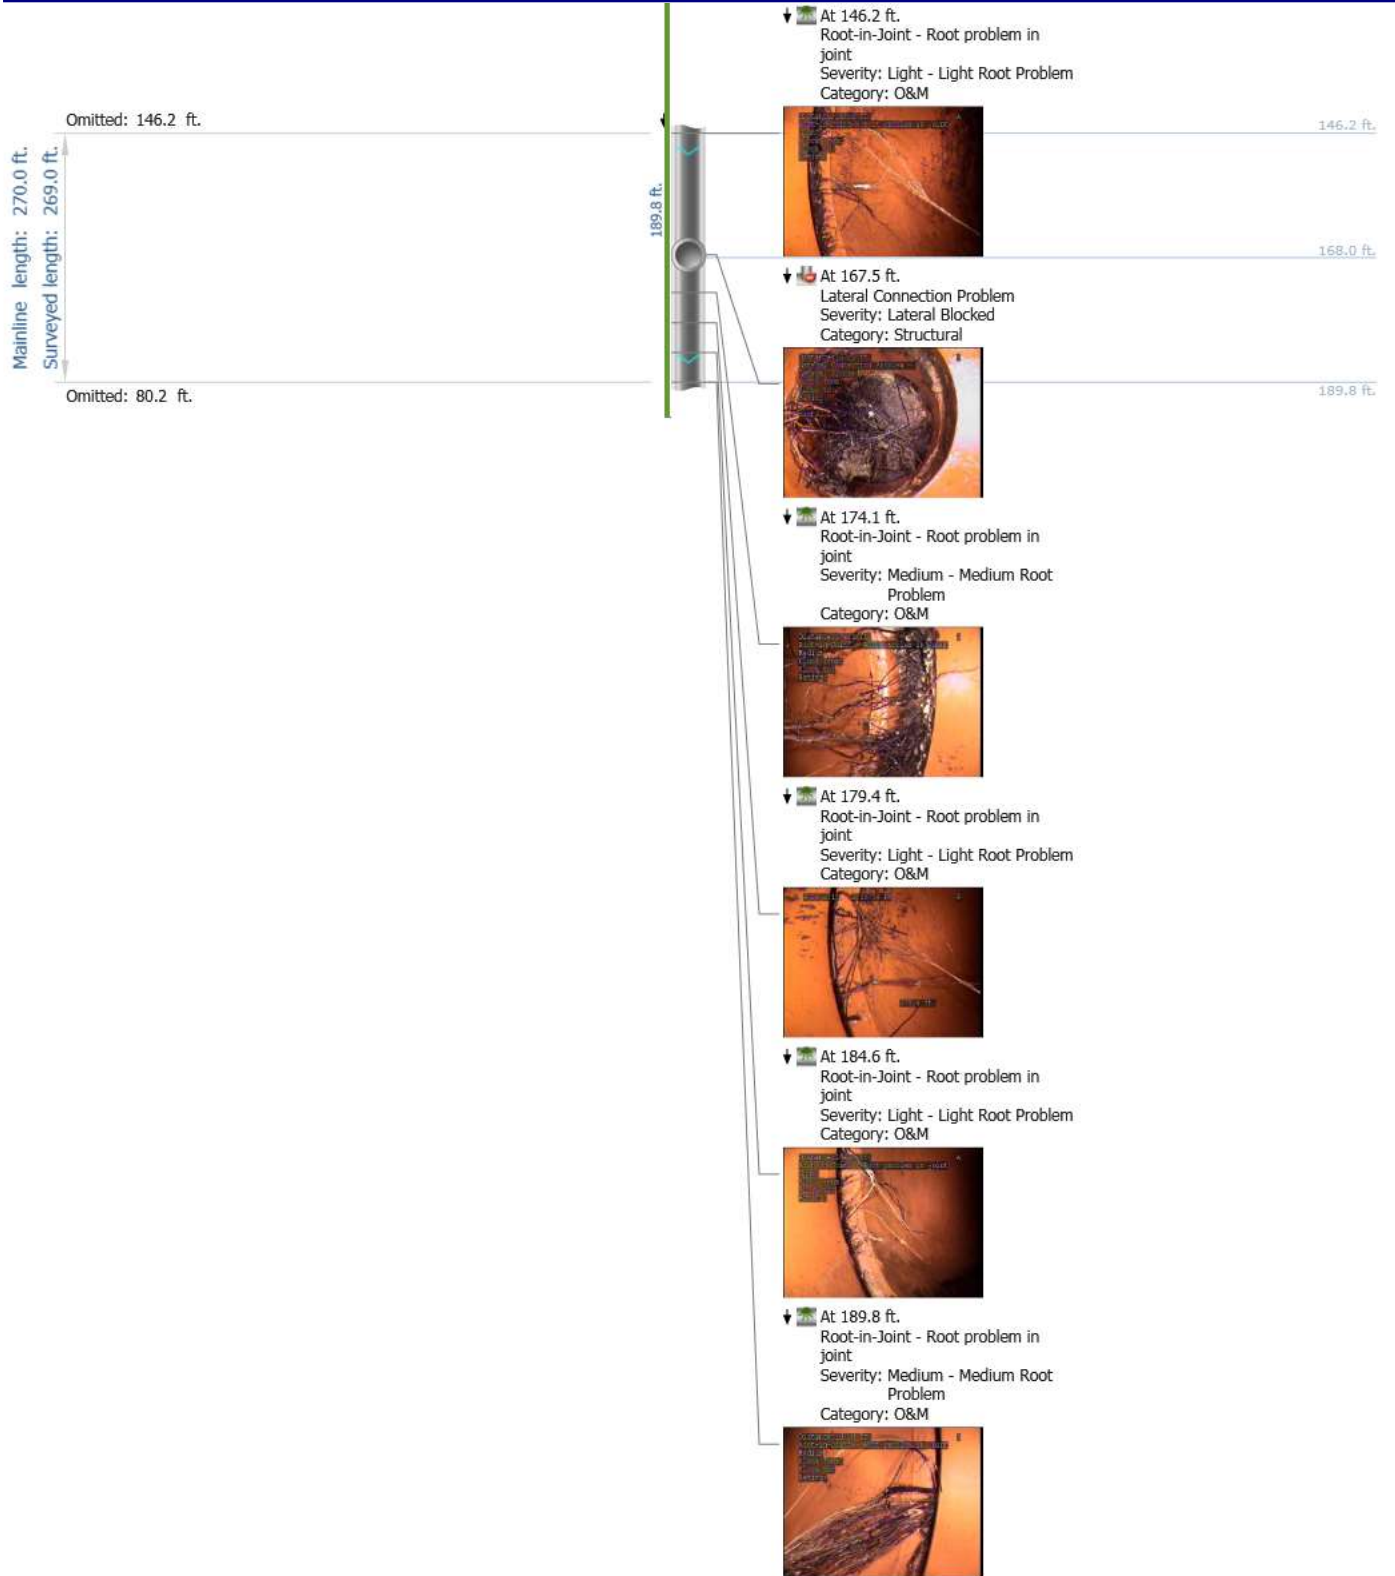 At 146.2 ft.
Root-in-Joint - Root problem in
joint
Severity: Light - Light Root Problem
Category: O&M
Omitted: 146.2 ft.
146.2 ft.
Mainline length: 270.0 ft.
Surveyed length: 269.0 ft.
189.8 ft.
168.0 ft.
At 167.5 ft.
Lateral Connection Problem
Severity: Lateral Blocked
Category: Structural
189.8 ft.
Omitted: 80.2 ft.
At 174.1 ft.
Root-in-Joint - Root problem in
joint
Severity: Medium - Medium Root
Problem
Category: O&M
At 179.4 ft.
Root-in-Joint - Root problem in
joint
Severity: Light - Light Root Problem
Category: O&M
At 184.6 ft.
Root-in-Joint - Root problem in
joint
Severity: Light - Light Root Problem
Category: O&M
At 189.8 ft.
Root-in-Joint - Root problem in
joint
Severity: Medium - Medium Root
Problem
Category: O&M